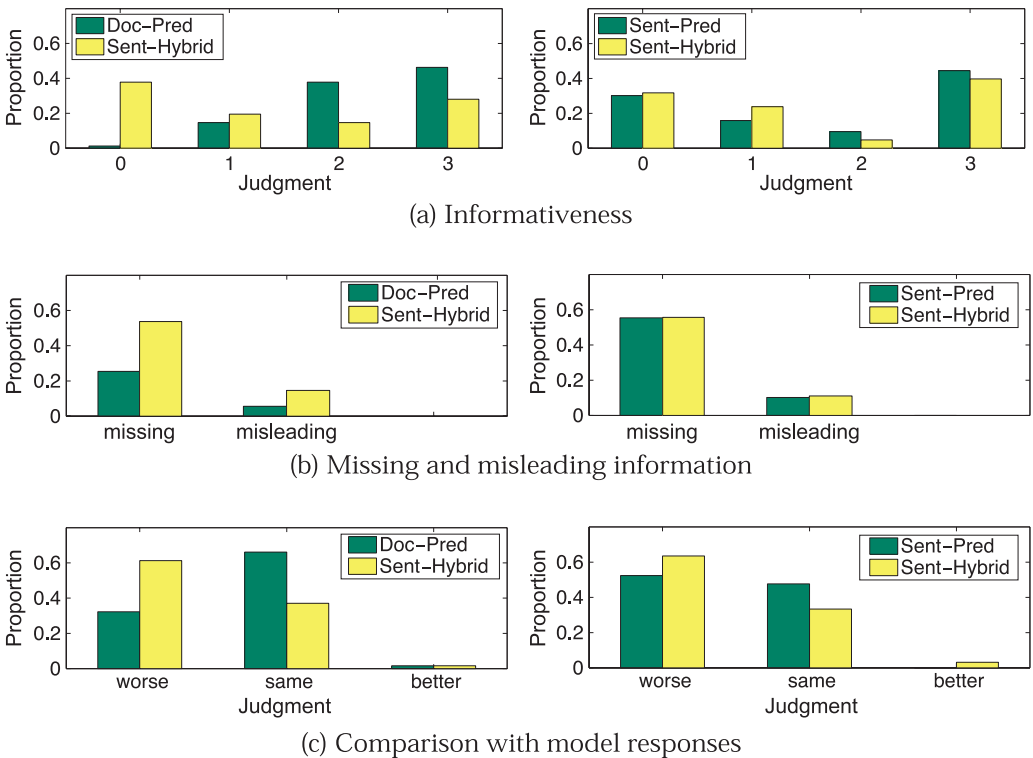 Proportion
0.6
0.4
0.2
0
Doc-Pred
Sent-Hybrid
0 1 2 3
Judgment
Proportion
0.6
0.4
0.2
0
Sent-Pred
Sent-Hybrid
0 1 2 3
Judgment
(a) Informativeness
Proportion
0.6
0.4
0.2
0
Doc-Pred
Sent-Hybrid
missing misleading
Proportion
0.6
0.4
0.2
0
Sent-Pred
Sent-Hybrid
missing misleading
(b) Missing and misleading information
Proportion
0.6
0.4
0.2
0
Doc-Pred
Sent-Hybrid
worse same better
Judgment
Proportion
0.6
0.4
0.2
0
Sent-Pred
Sent-Hybrid
worse same better
Judgment
(c) Comparison with model responses